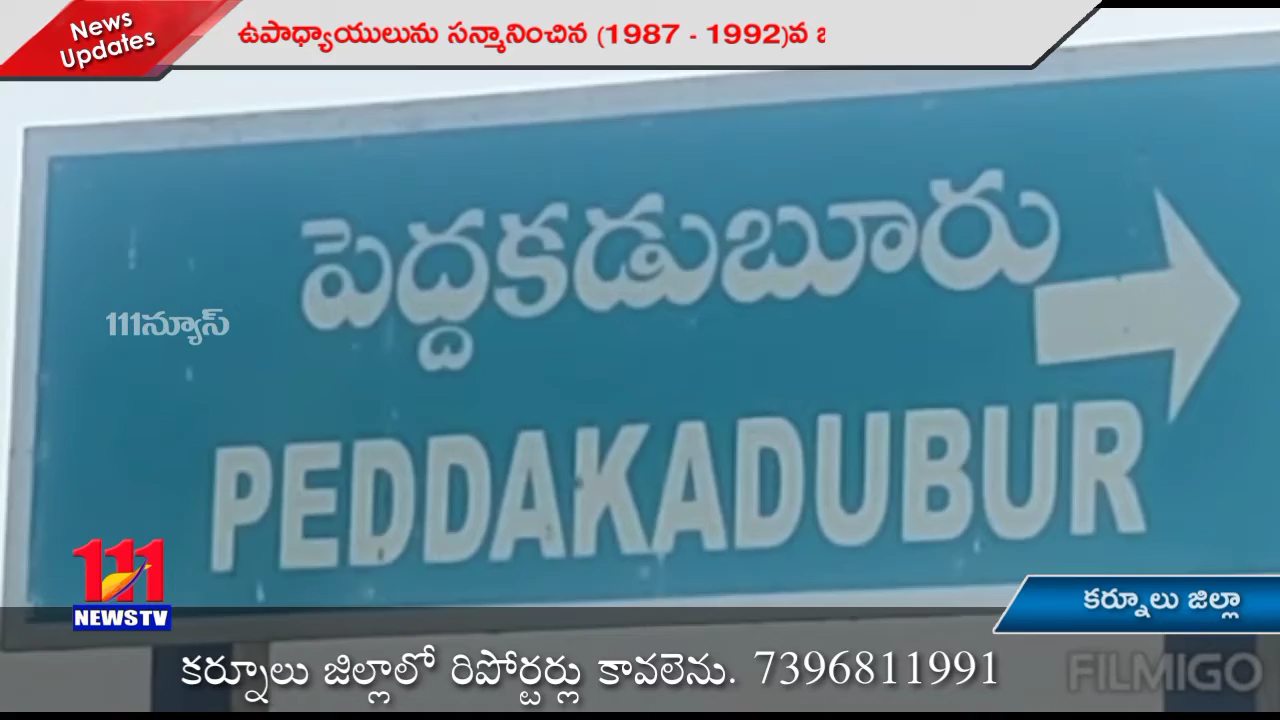 News
Updates
ఉపాధ్యాయులును సన్మానించిన (1987 - 1992)వ
పెద్దకడుబూరు
111న్యూస్
PEDDAKADUBUR
111
NEWSTV
కర్నూలు జిల్లా
కర్నూలు జిల్లాలో రిపోర్టర్లు కావలెను. 7396811991
FILMIGO